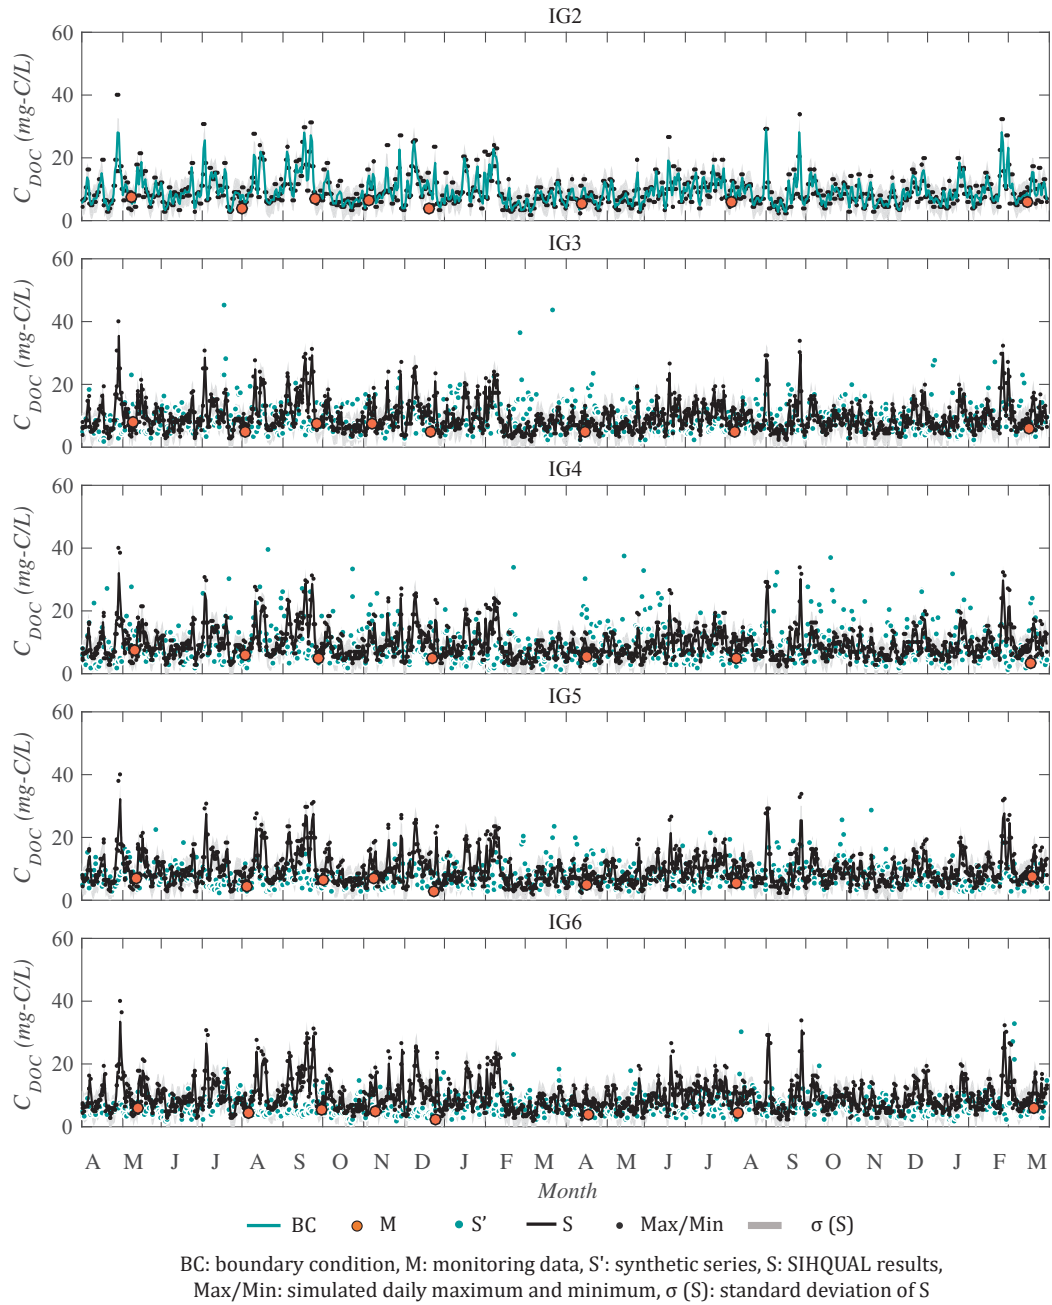 IG2
60
40
20
0
C_DOC (mg-C/L)
IG3
60
40
20
0
C_DOC (mg-C/L)
IG4
60
40
20
0
C_DOC (mg-C/L)
IG5
60
40
20
0
C_DOC (mg-C/L)
IG6
60
40
20
0
C_DOC (mg-C/L)
A M J J A S O N D J F M A M J J A S O N D J F M
Month
BC M S' S Max/Min σ (S)
BC: boundary condition, M: monitoring data, S': synthetic series, S: SIHQUAL results,
Max/Min: simulated daily maximum and minimum, σ (S): standard deviation of S